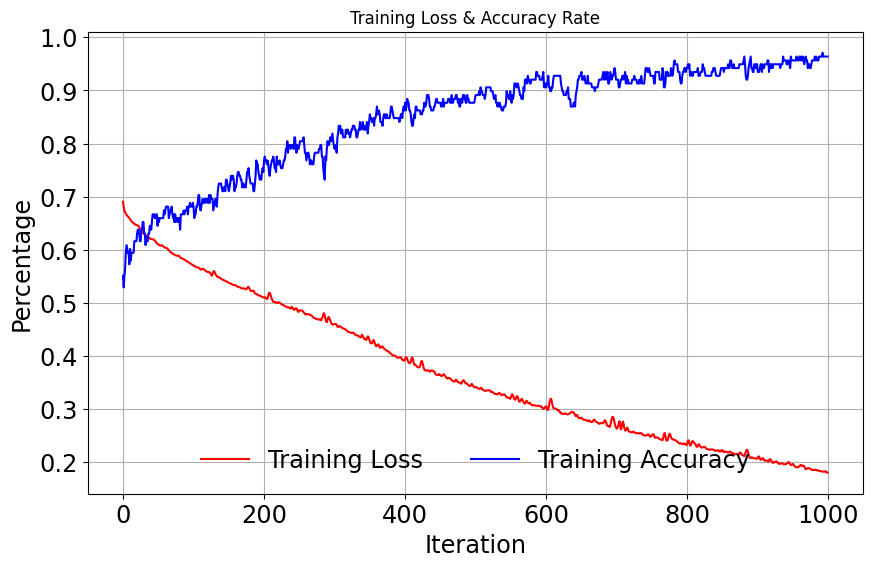 Training Loss & Accuracy Rate
1.0
0.9
0.8
0.7
0.6
0.5
0.4
0.3
0.2
Percentage
Training Loss Training Accuracy
0 200 400 600 800 1000
Iteration